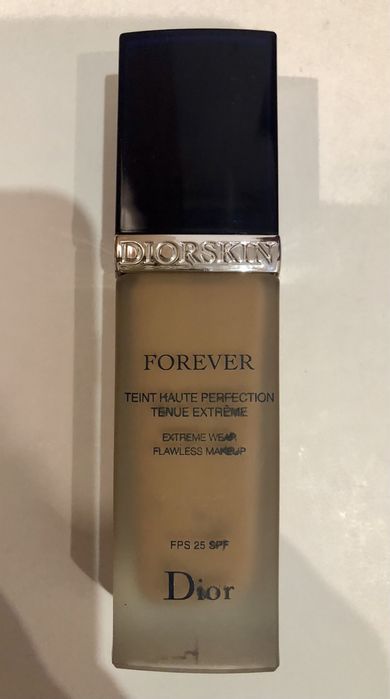 DIORSKIN
FOREVER
TEINT HAUTE PERFECTION
TENUE EXTRÊME
EXTREME WEAR
FLAWLESS MAKEUP
FPS 25 SPF
Dior